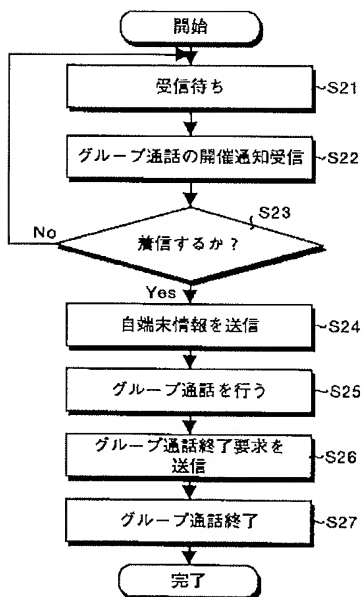 開始
受信待ち
S21
グループ通話の開催通知受信
S22
S23
着信するか？
No
Yes
自端末情報を送信
S24
グループ通話を行う
S25
グループ通話終了要求を
送信
S26
グループ通話終了
S27
完了